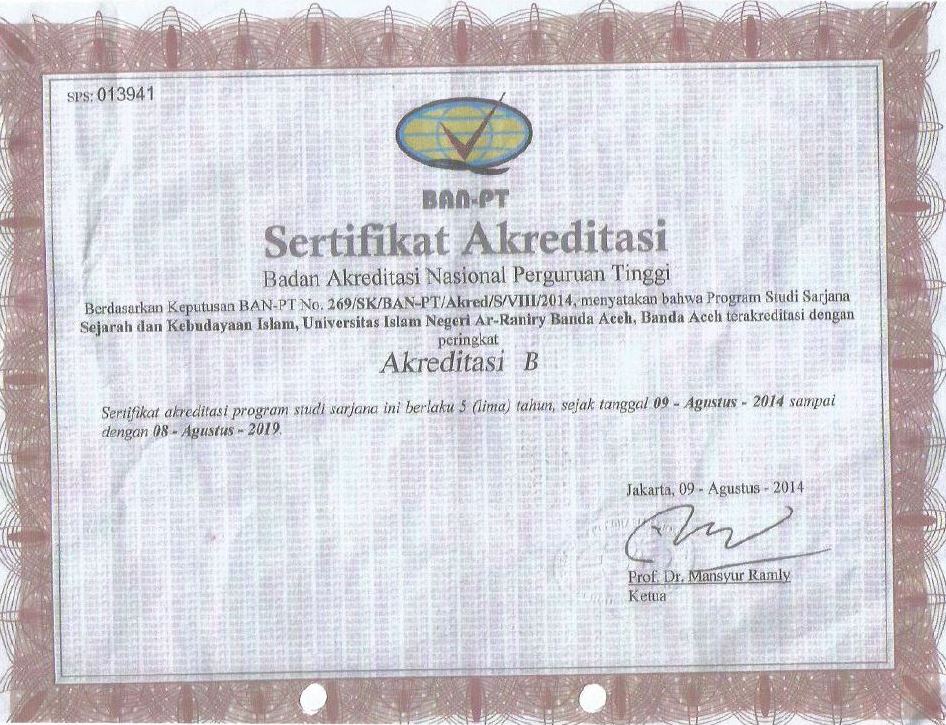 SPS: 013941
BAN-PT
Sertifikat Akreditasi
Badan Akreditasi Nasional Perguruan Tinggi
Berdasarkan Keputusan BAN-PT No. 269/SK/BAN-PT/Akred/S/VIII/2014, menyatakan bahwa Program Studi Sarjana
Sejarah dan Kebudayaan Islam, Universitas Islam Negeri Ar-Raniry Banda Aceh, Banda Aceh terakreditasi dengan
peringkat
Akreditasi B
Sertifikat akreditasi program studi sarjana ini berlaku 5 (lima) tahun, sejak tanggal 09 - Agustus - 2014 sampai
dengan 08 - Agustus - 2019.
Jakarta, 09 - Agustus - 2014
Prof. Dr. Mansyur Ramly
Ketua